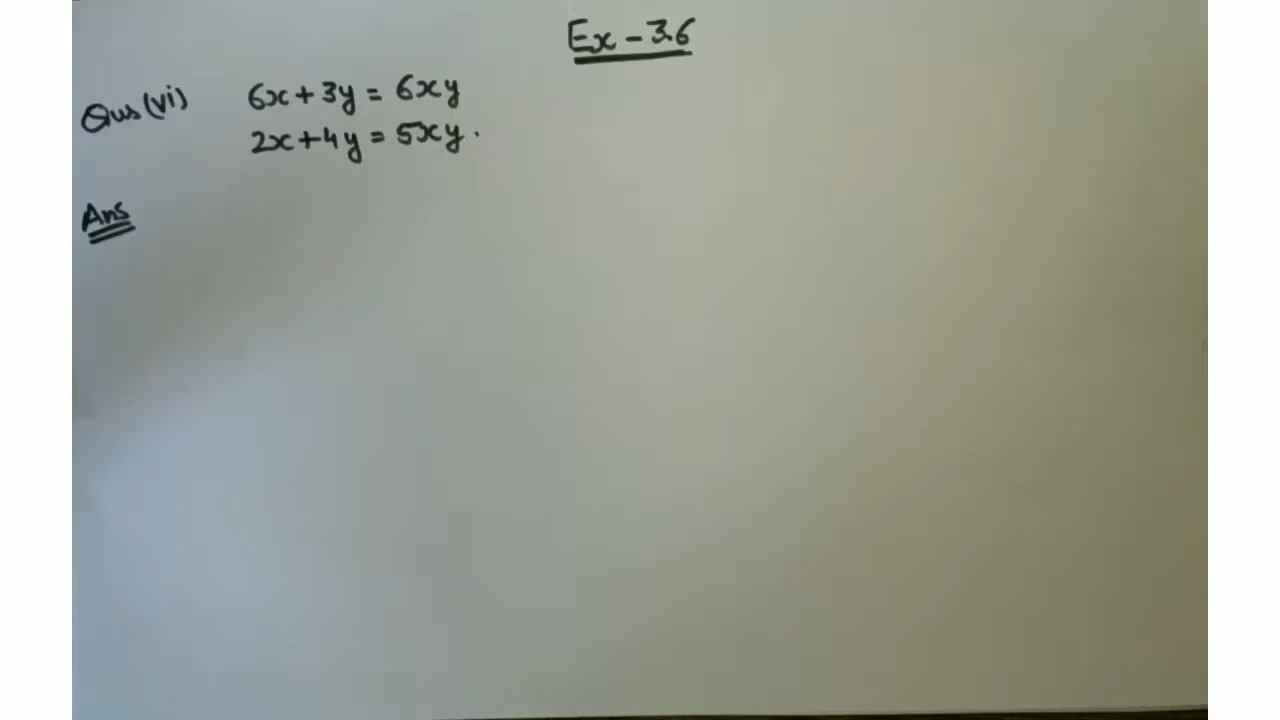 Ex - 3.6
Qus (vi) 6x + 3y = 6xy
2x + 4y = 5xy .
Ans